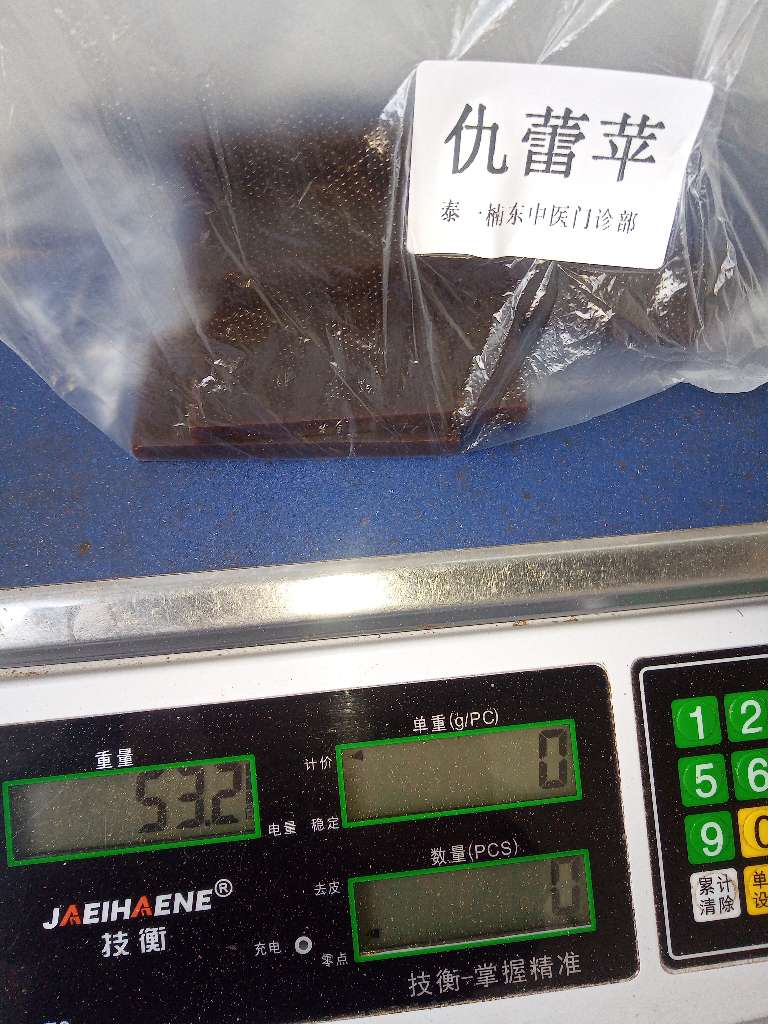 仇蕾苹
泰一楠东中医门诊部
重量
53.2
电量
单重(g/PC)
计价
0
稳定
数量(PCS)
去皮
0
充电
零点
JAEIHAENE®
技衡
技衡-掌握精准
1 2
5 6
9 0
累计
清除